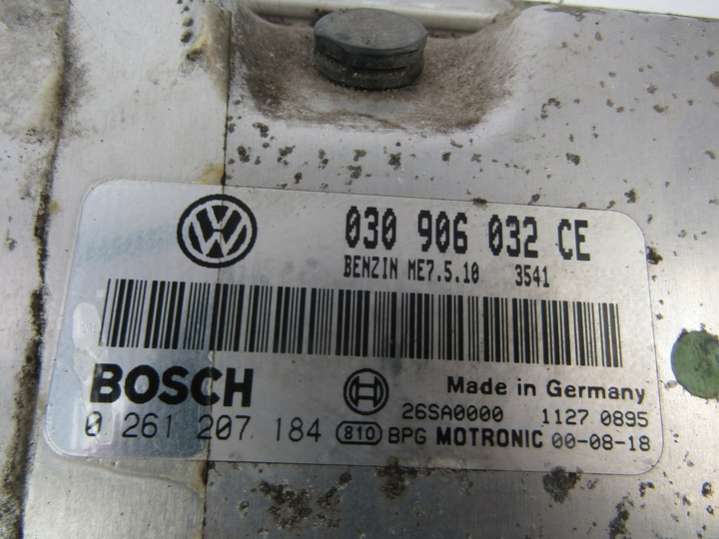 030 906 032 CE
BENZIN ME7.5.10 3541
BOSCH
Made in Germany
26SA0000 1127 0895
0 261 207 184 810 BPG MOTRONIC 00-08-18